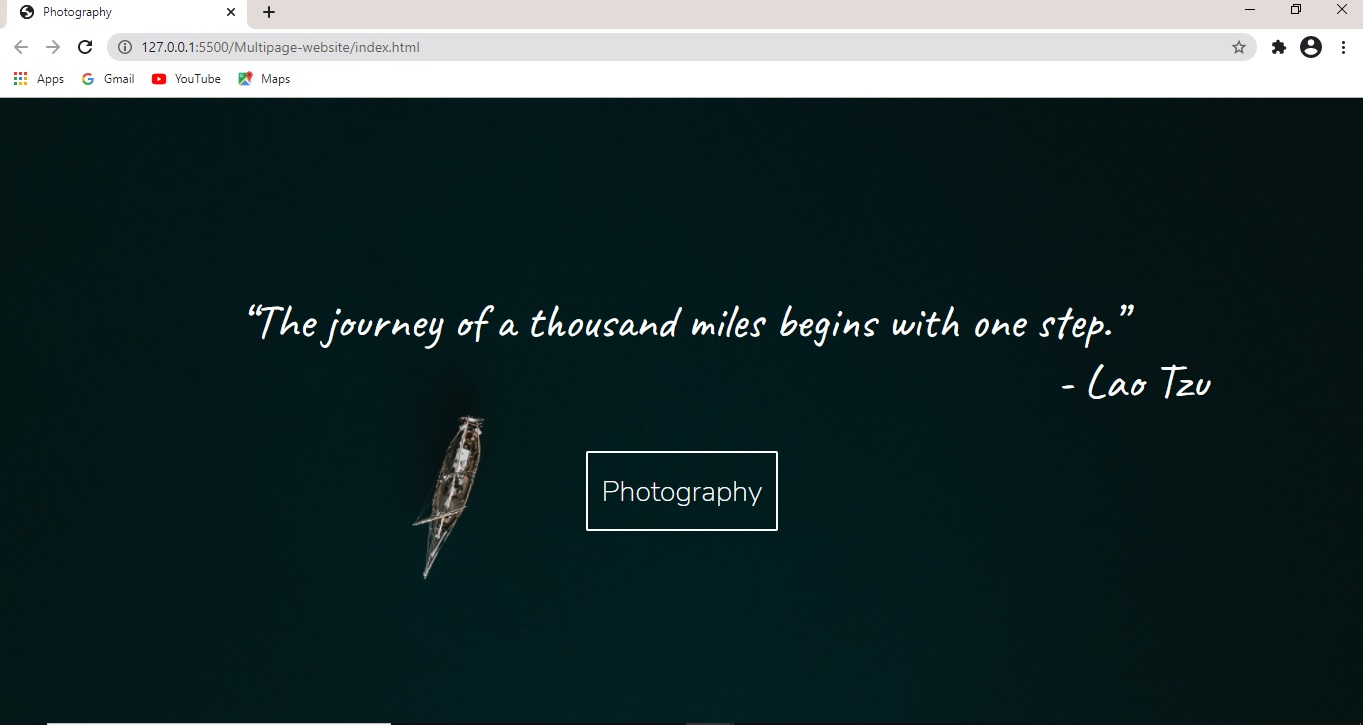 Photography
127.0.0.1:5500/Multipage-website/index.html
Apps Gmail YouTube Maps
“The journey of a thousand miles begins with one step.”
- Lao Tzu
Photography